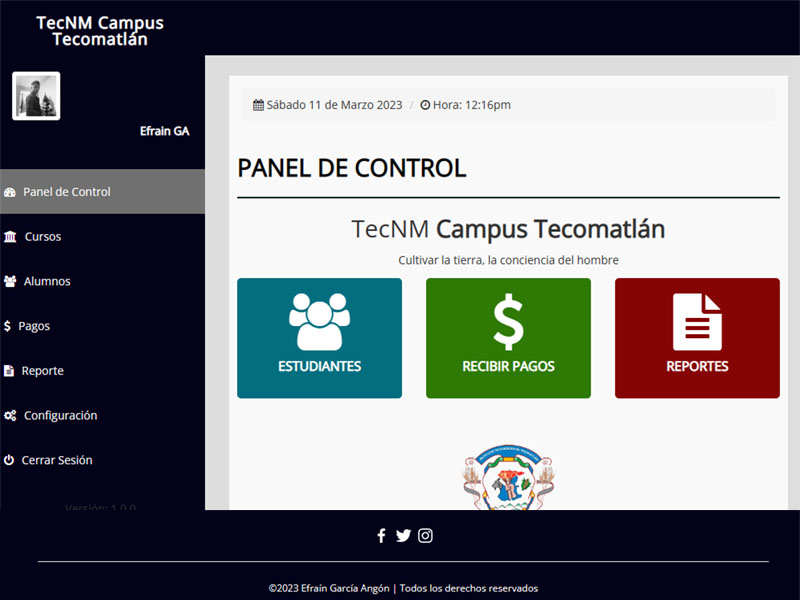 TecNM Campus
Tecomatlán
Efrain GA
Panel de Control
Cursos
Alumnos
Pagos
Reporte
Configuración
Cerrar Sesión
Versión: 1.0.0
Sábado 11 de Marzo 2023 / Hora: 12:16pm
PANEL DE CONTROL
TecNM Campus Tecomatlán
Cultivar la tierra, la conciencia del hombre
ESTUDIANTES
RECIBIR PAGOS
REPORTES
©2023 Efraín García Angón | Todos los derechos reservados